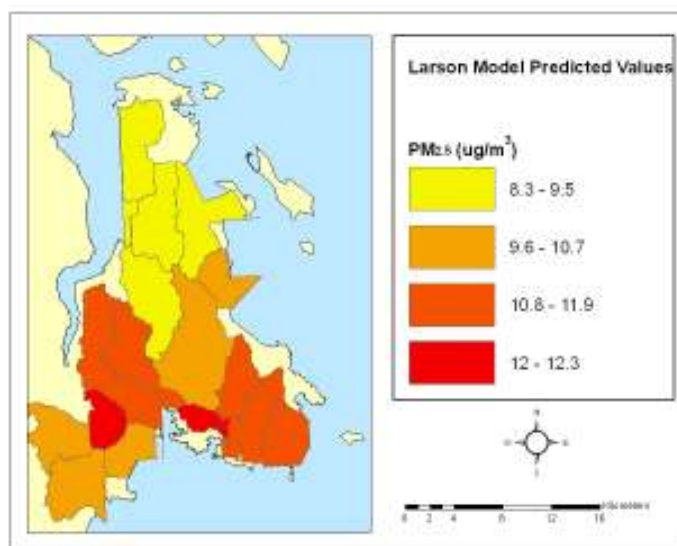 Larson Model Predicted Values
PM2.5 (ug/m3)
8.3 - 9.5
9.6 - 10.7
10.8 - 11.9
12 - 12.3
N
Kilometers
0 2 4 8 12 16